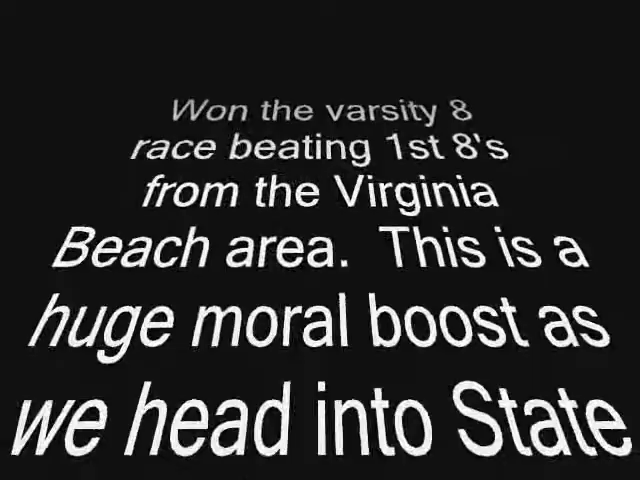 Won the varsity 8
race beating 1st 8's
from the Virginia
Beach area. This is a
huge moral boost as
we head into State